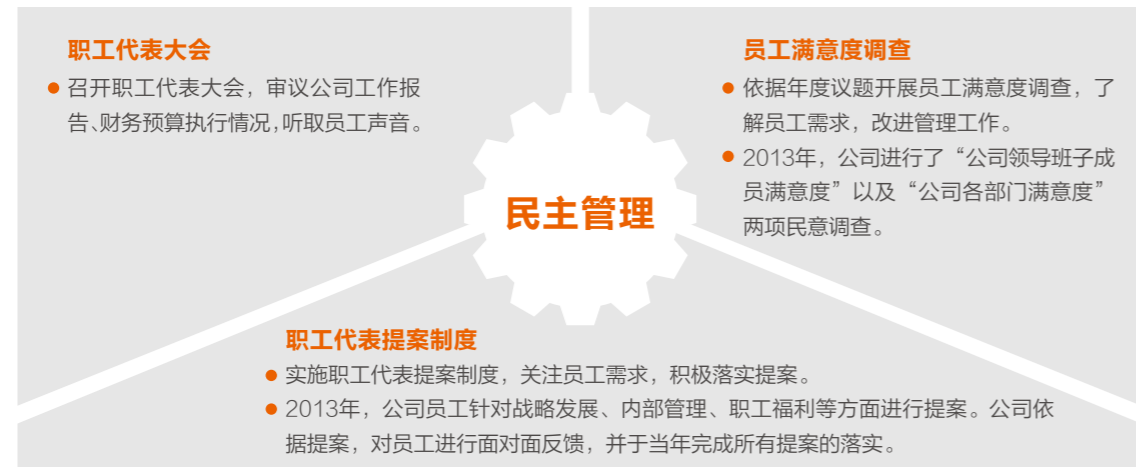 职工代表大会
● 召开职工代表大会，审议公司工作报
告、财务预算执行情况，听取员工声音。
员工满意度调查
● 依据年度议题开展员工满意度调查，了
解员工需求，改进管理工作。
● 2013年，公司进行了“公司领导班子成
员满意度”以及“公司各部门满意度”
两项民意调查。
民主管理
职工代表提案制度
● 实施职工代表提案制度，关注员工需求，积极落实提案。
● 2013年，公司员工针对战略发展、内部管理、职工福利等方面进行提案。公司依
据提案，对员工进行面对面反馈，并于当年完成所有提案的落实。